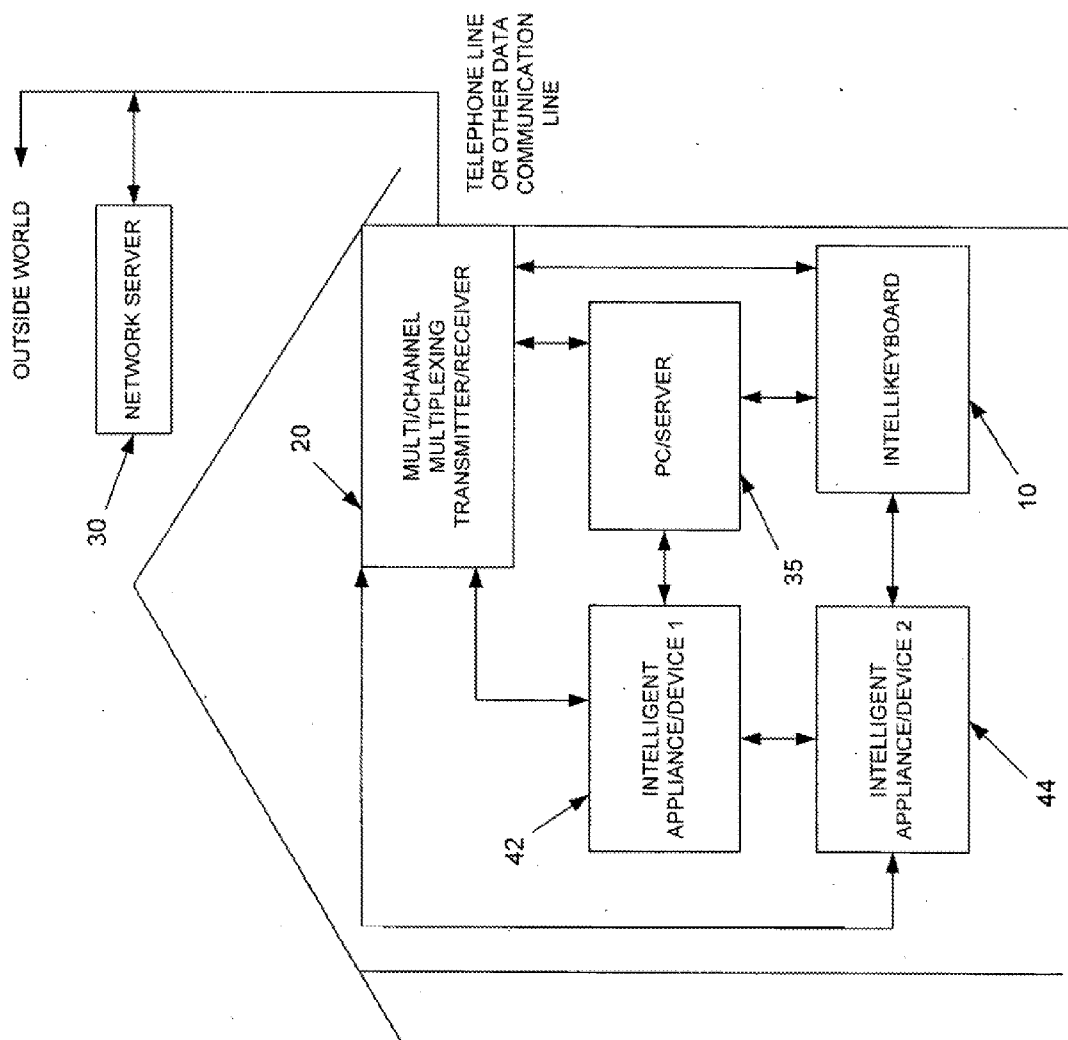 OUTSIDE WORLD
NETWORK SERVER
30
TELEPHONE LINE
OR OTHER DATA
COMMUNICATION
LINE
20
MULTI/CHANNEL
MULTIPLEXING
TRANSMITTER/RECEIVER
42
INTELLIGENT
APPLIANCE/DEVICE 1
PC/SERVER
35
INTELLIGENT
APPLIANCE/DEVICE 2
44
INTELLIKEYBOARD
10